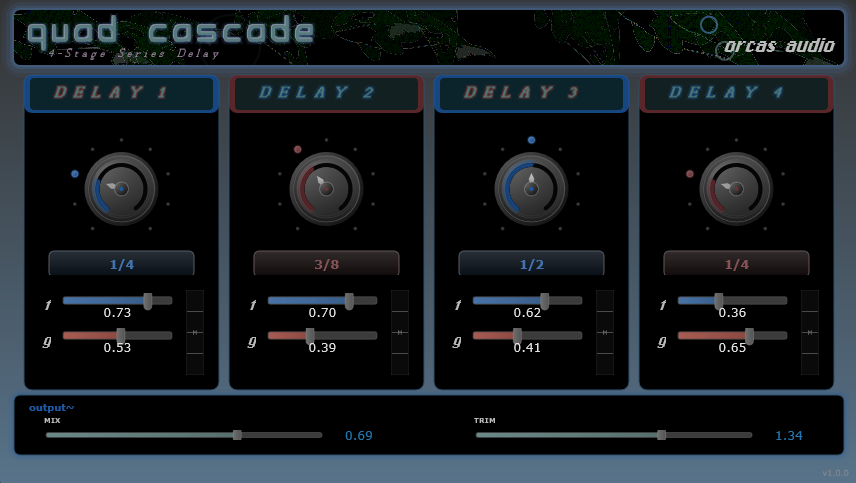 quad cascade
4-Stage Series Delay
orcas audio
DELAY 1
DELAY 2
DELAY 3
DELAY 4
1/4
3/8
1/2
1/4
f
0.73
f
0.70
f
0.62
f
0.36
g
0.53
g
0.39
g
0.41
g
0.65
output~
MIX
0.69
TRIM
1.34
v1.0.0